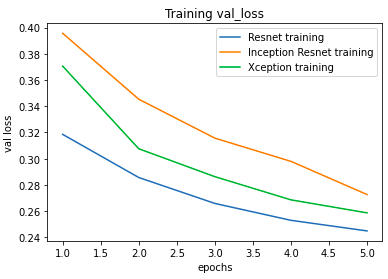 Training val_loss
Resnet training
Inception Resnet training
Xception training
val loss
0.40
0.38
0.36
0.34
0.32
0.30
0.28
0.26
0.24
1.0 1.5 2.0 2.5 3.0 3.5 4.0 4.5 5.0
epochs